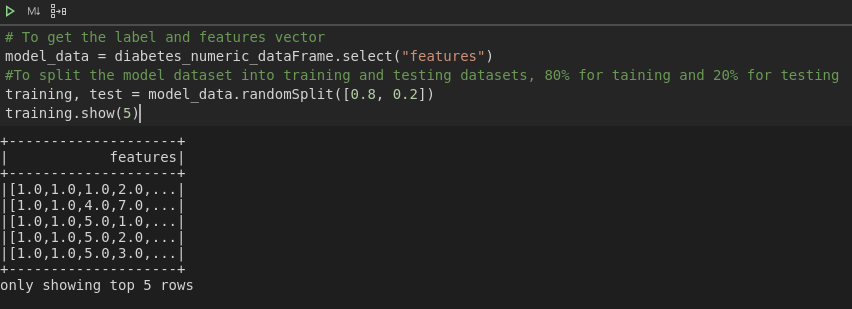 M↓
# To get the label and features vector
model_data = diabetes_numeric_dataFrame.select("features")
#To split the model dataset into training and testing datasets, 80% for taining and 20% for testing
training, test = model_data.randomSplit([0.8, 0.2])
training.show(5)
+--------------------+
|            features|
+--------------------+
|[1.0,1.0,1.0,2.0,...|
|[1.0,1.0,4.0,7.0,...|
|[1.0,1.0,5.0,1.0,...|
|[1.0,1.0,5.0,2.0,...|
|[1.0,1.0,5.0,3.0,...|
+--------------------+
only showing top 5 rows